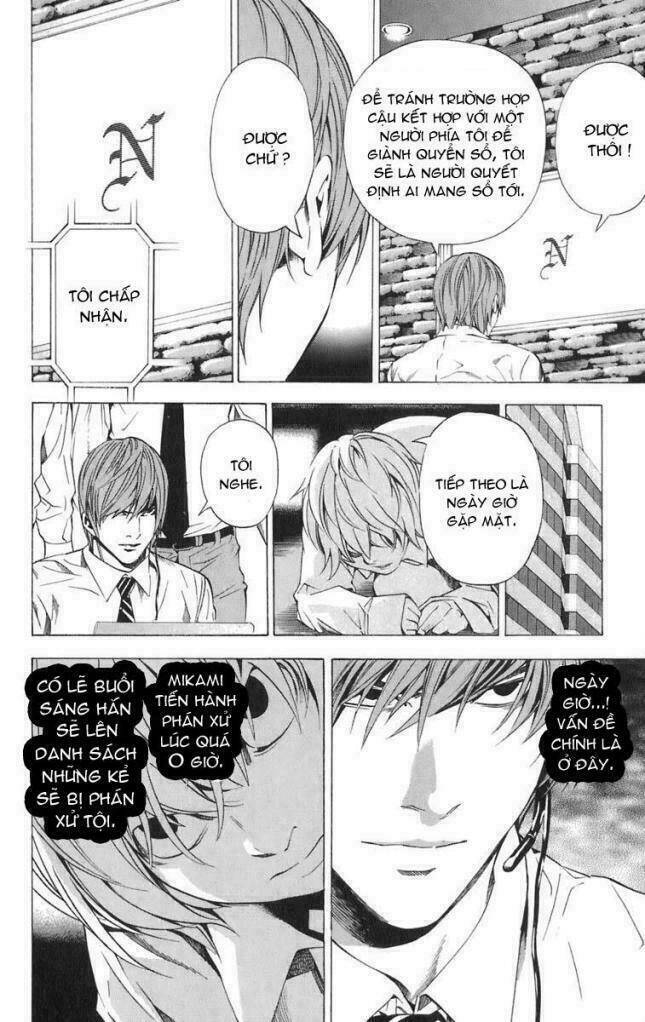 ĐƯỢC
THÔI !
ĐỂ TRÁNH TRƯỜNG HỢP
CẬU KẾT HỢP VỚI MỘT
NGƯỜI PHÍA TÔI ĐỂ
GIÀNH QUYỂN SỔ, TÔI
SẼ LÀ NGƯỜI QUYẾT
ĐỊNH AI MANG SỔ TỚI.
N
ĐƯỢC
CHỨ ?
N
TÔI CHẤP
NHẬN.
TIẾP THEO LÀ
NGÀY GIỜ
GẶP MẶT.
TÔI
NGHE.
NGÀY
GIỜ...!
VẤN ĐỀ
CHÍNH LÀ
Ở ĐÂY.
MIKAMI
TIẾN HÀNH
PHÁN XỬ
LÚC QUÁ
0 GIỜ.
CÓ LẼ BUỔI
SÁNG HẮN
SẼ LÊN
DANH SÁCH
NHỮNG KẺ
SẼ BỊ PHÁN
XỬ TỘI.